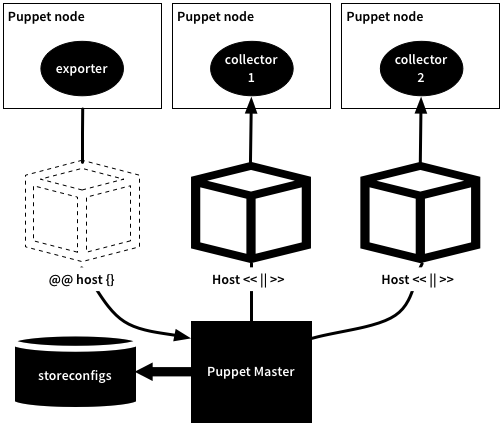 Puppet node
exporter
Puppet node
collector
1
Puppet node
collector
2
@@ host {}
Host << || >>
Host << || >>
storeconfigs
Puppet Master